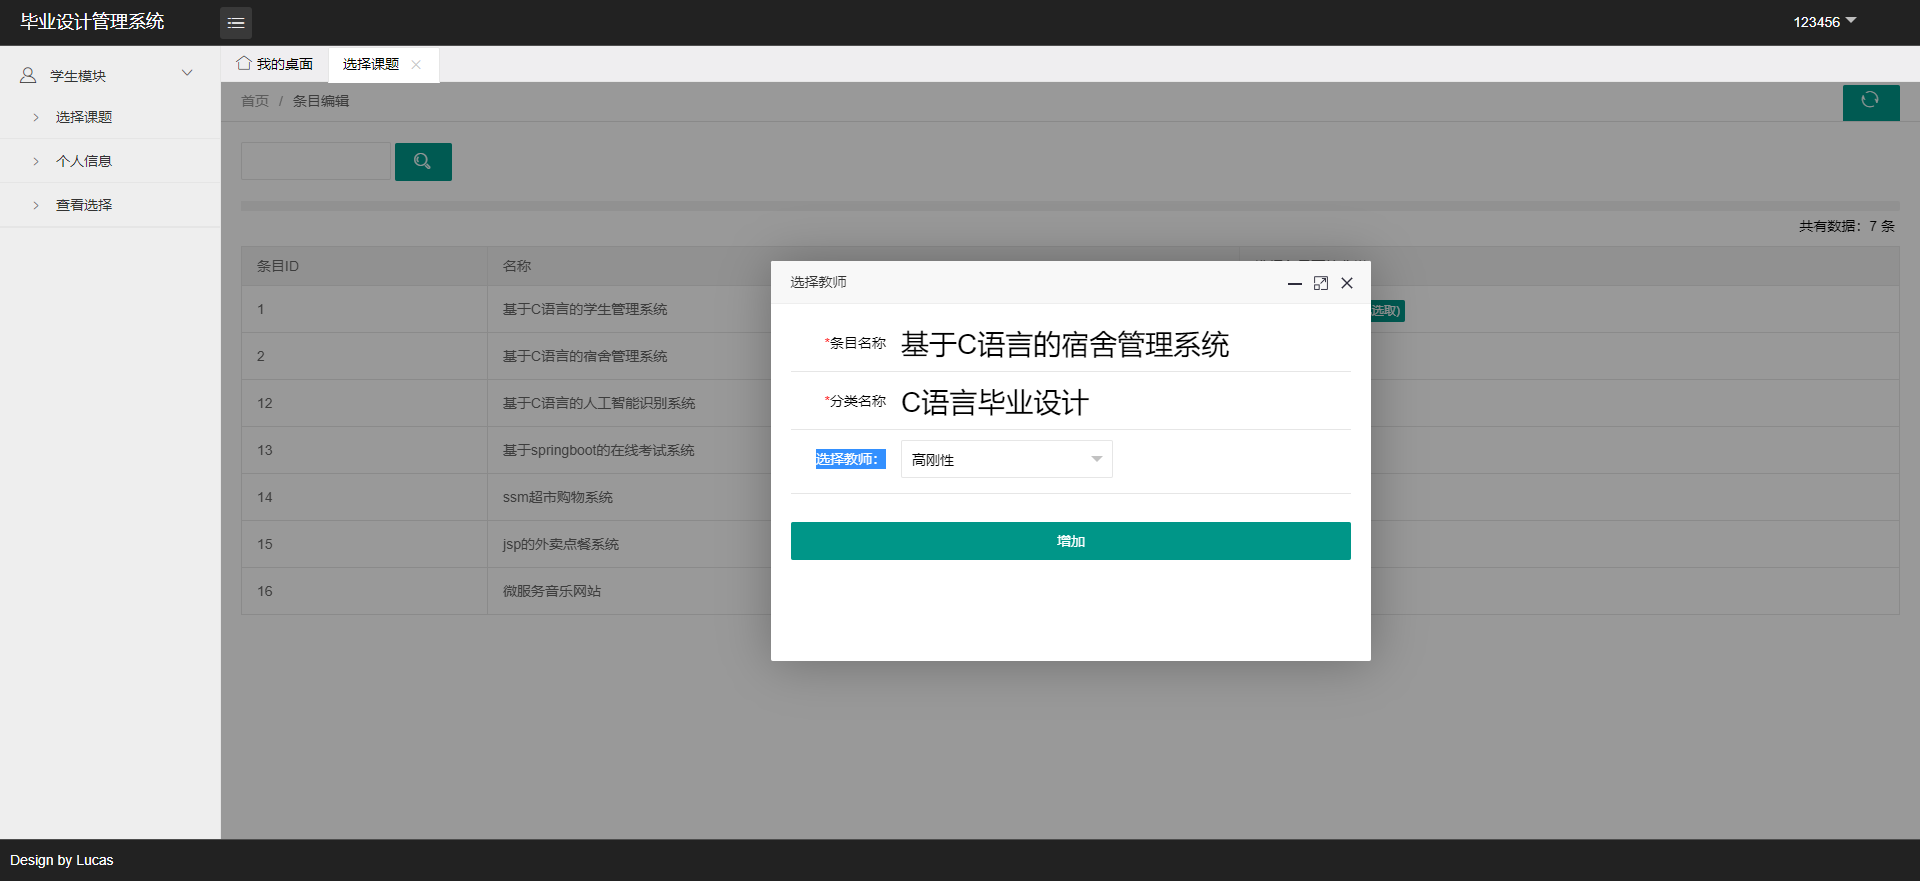 毕业设计管理系统
123456
学生模块
选择课题
个人信息
查看选择
我的桌面
选择课题
首页 / 条目编辑
共有数据：7 条
条目ID 名称
1 基于C语言的学生管理系统
选取)
2 基于C语言的宿舍管理系统
12 基于C语言的人工智能识别系统
13 基于springboot的在线考试系统
14 ssm超市购物系统
15 jsp的外卖点餐系统
16 微服务音乐网站
选择教师
*条目名称 基于C语言的宿舍管理系统
*分类名称 C语言毕业设计
选择教师： 高刚性
增加
Design by Lucas